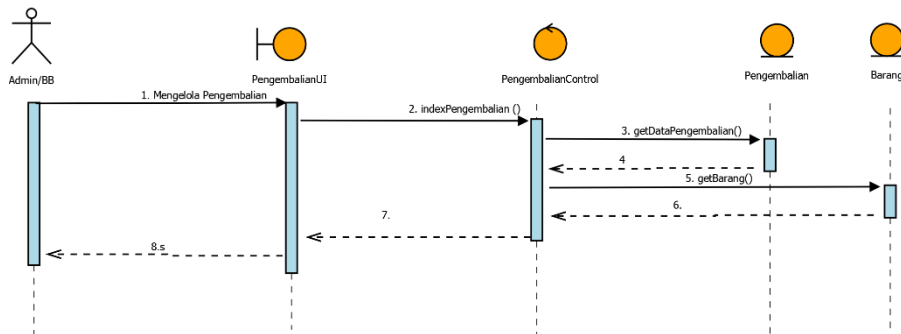 Admin/BB
PengembalianUI
PengembalianControl
Pengembalian
Barang
1. Mengelola Pengembalian
2. indexPengembalian ()
3. getDataPengembalian()
4
5. getBarang()
6.
7.
8.s